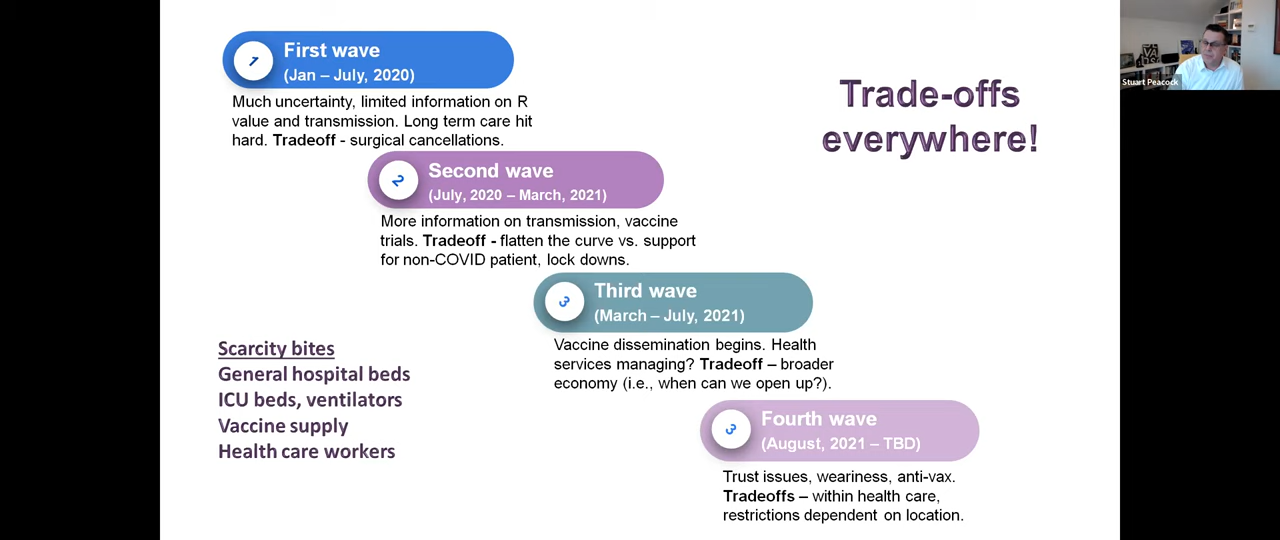 Trade-offs
everywhere!
1
First wave
(Jan – July, 2020)
Much uncertainty, limited information on R
value and transmission. Long term care hit
hard. Tradeoff - surgical cancellations.
2
Second wave
(July, 2020 – March, 2021)
More information on transmission, vaccine
trials. Tradeoff - flatten the curve vs. support
for non-COVID patient, lock downs.
3
Third wave
(March – July, 2021)
Vaccine dissemination begins. Health
services managing? Tradeoff – broader
economy (i.e., when can we open up?).
3
Fourth wave
(August, 2021 – TBD)
Trust issues, weariness, anti-vax.
Tradeoffs – within health care,
restrictions dependent on location.
Scarcity bites
General hospital beds
ICU beds, ventilators
Vaccine supply
Health care workers
Stuart Peacock